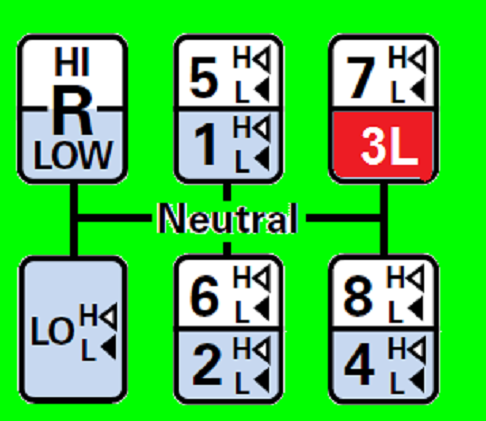 HI
R
LOW
5 H L
1 H L
7 H L
3L
Neutral
LO H L
6 H L
2 H L
8 H L
4 H L